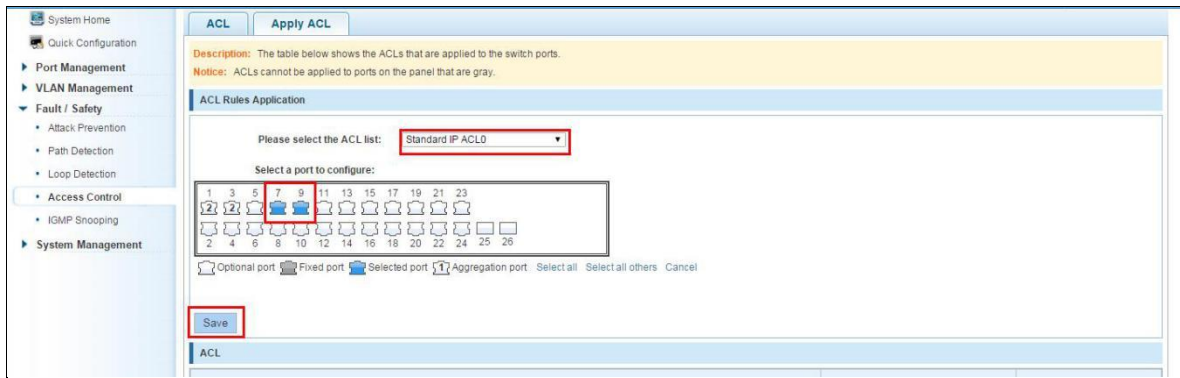 System Home
Quick Configuration
Port Management
VLAN Management
Fault / Safety
Attack Prevention
Path Detection
Loop Detection
Access Control
IGMP Snooping
System Management
ACL Apply ACL
Description: The table below shows the ACLs that are applied to the switch ports.
Notice: ACLs cannot be applied to ports on the panel that are gray.
ACL Rules Application
Please select the ACL list: Standard IP ACL0
Select a port to configure:
1 3 5 7 9 11 13 15 17 19 21 23
2 2
2 4 6 8 10 12 14 16 18 20 22 24 25 26
Optional port Fixed port Selected port 1 Aggregation port Select all Select all others Cancel
Save
ACL